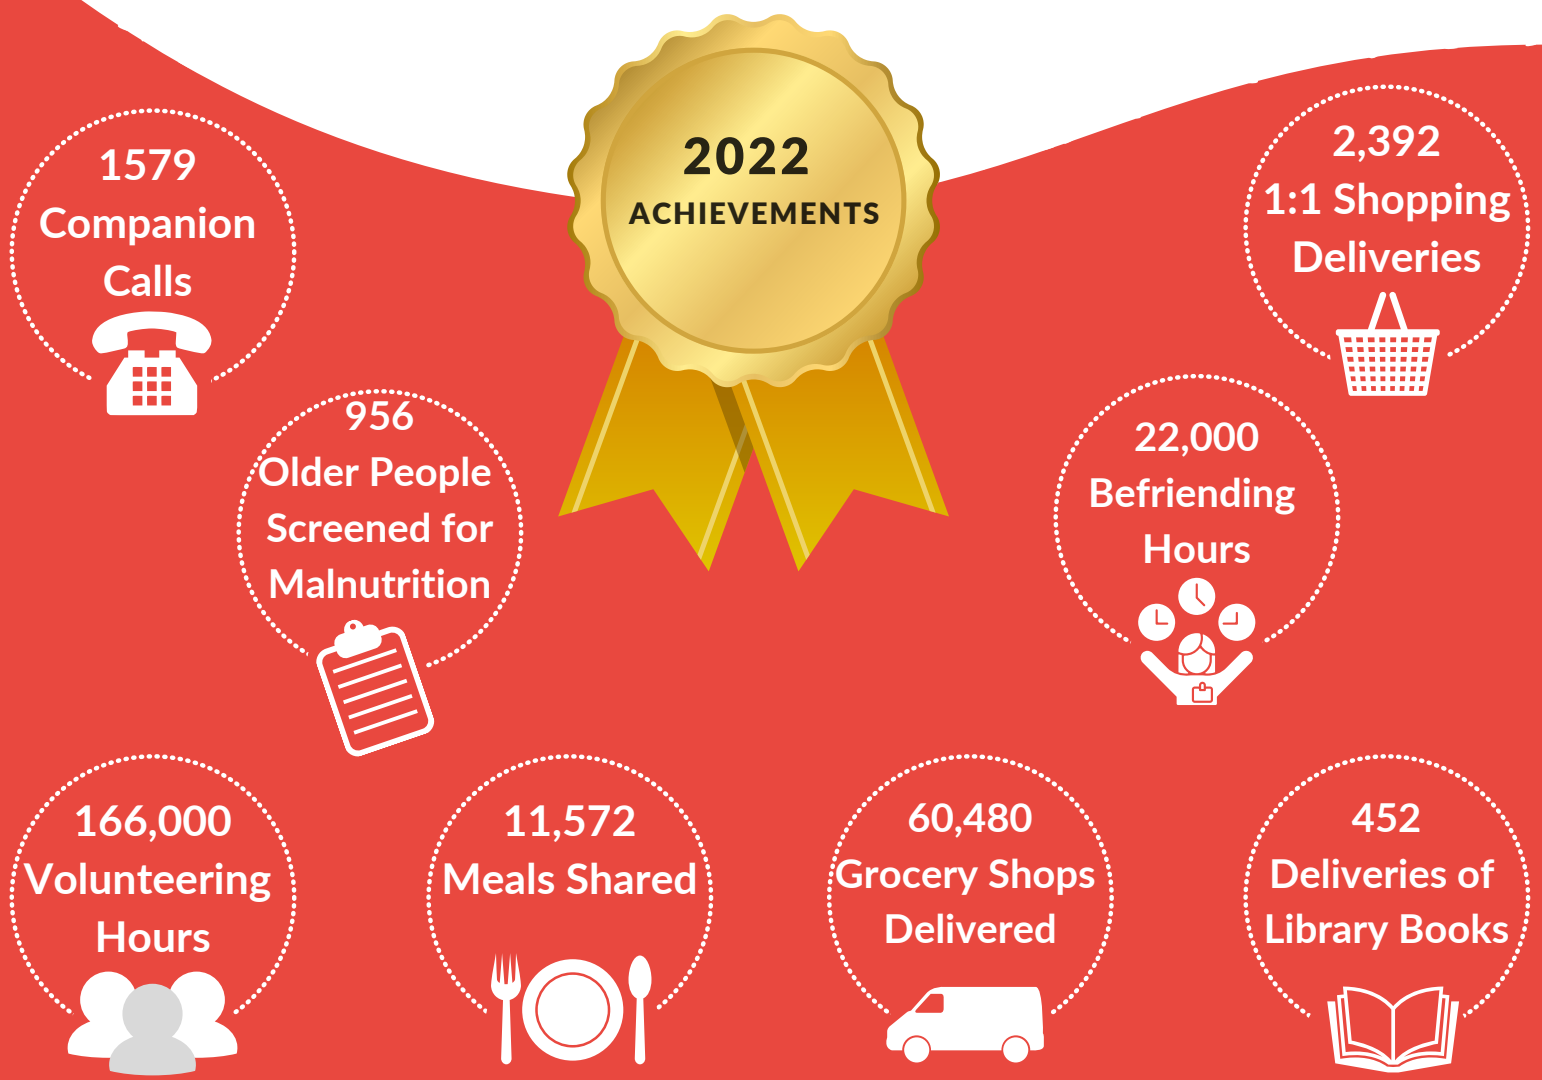 2022
ACHIEVEMENTS
1579
Companion
Calls
2,392
1:1 Shopping
Deliveries
956
Older People
Screened for
Malnutrition
22,000
Befriending
Hours
166,000
Volunteering
Hours
11,572
Meals Shared
60,480
Grocery Shops
Delivered
452
Deliveries of
Library Books